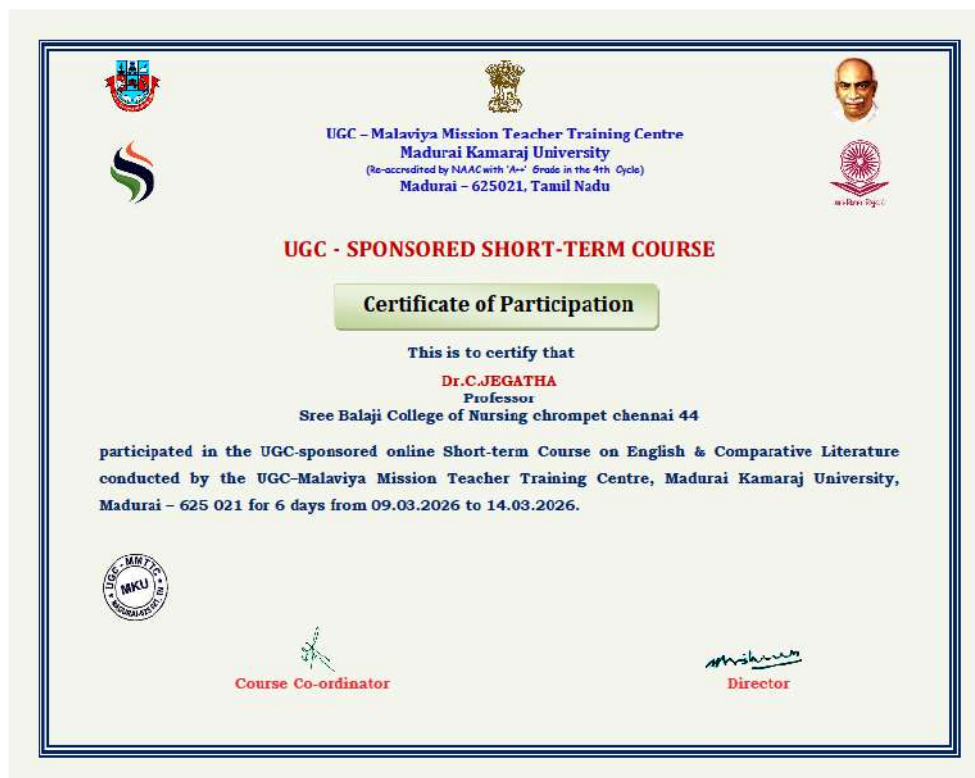 UGC – Malaviya Mission Teacher Training Centre
Madurai Kamaraj University
(Re-accredited by NAAC with 'A++' Grade in the 4th Cycle)
Madurai – 625021, Tamil Nadu
UGC - SPONSORED SHORT-TERM COURSE
Certificate of Participation
This is to certify that
Dr.C.JEGATHA
Professor
Sree Balaji College of Nursing chrompet chennai 44
participated in the UGC-sponsored online Short-term Course on English & Comparative Literature
conducted by the UGC–Malaviya Mission Teacher Training Centre, Madurai Kamaraj University,
Madurai – 625 021 for 6 days from 09.03.2026 to 14.03.2026.
UGC - MMTTC
MKU
Course Co-ordinator
Director